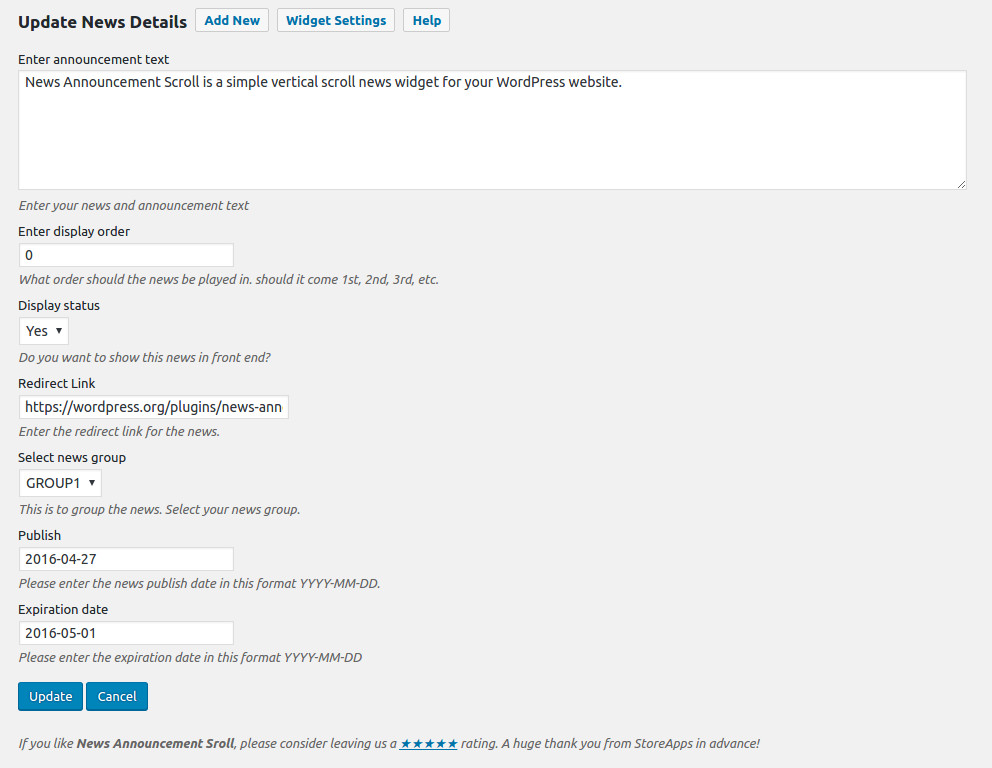 Update News Details Add New Widget Settings Help
Enter announcement text
News Announcement Scroll is a simple vertical scroll news widget for your WordPress website.
Enter your news and announcement text
Enter display order
0
What order should the news be played in. should it come 1st, 2nd, 3rd, etc.
Display status
Yes
Do you want to show this news in front end?
Redirect Link
https://wordpress.org/plugins/news-ann
Enter the redirect link for the news.
Select news group
GROUP1
This is to group the news. Select your news group.
Publish
2016-04-27
Please enter the news publish date in this format YYYY-MM-DD.
Expiration date
2016-05-01
Please enter the expiration date in this format YYYY-MM-DD
Update Cancel
If you like News Announcement Sroll, please consider leaving us a ★★★★★ rating. A huge thank you from StoreApps in advance!